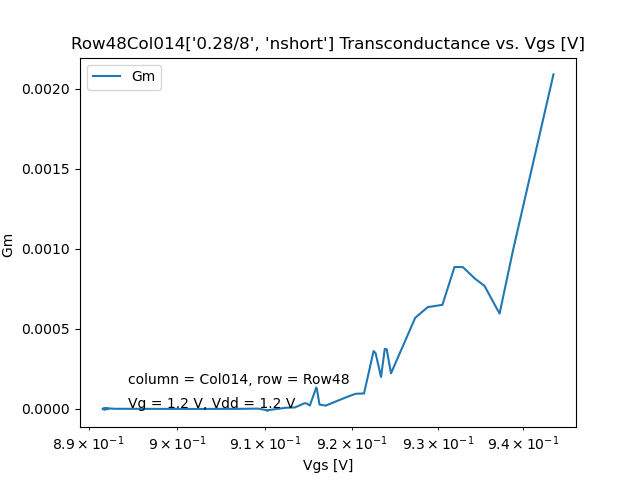 Row48Col014['0.28/8', 'nshort'] Transconductance vs. Vgs [V]
Gm
0.0020
0.0015
0.0010
0.0005
0.0000
Gm
column = Col014, row = Row48
Vg = 1.2 V, Vdd = 1.2 V
8.9 × 10⁻¹ 9 × 10⁻¹ 9.1 × 10⁻¹ 9.2 × 10⁻¹ 9.3 × 10⁻¹ 9.4 × 10⁻¹
Vgs [V]